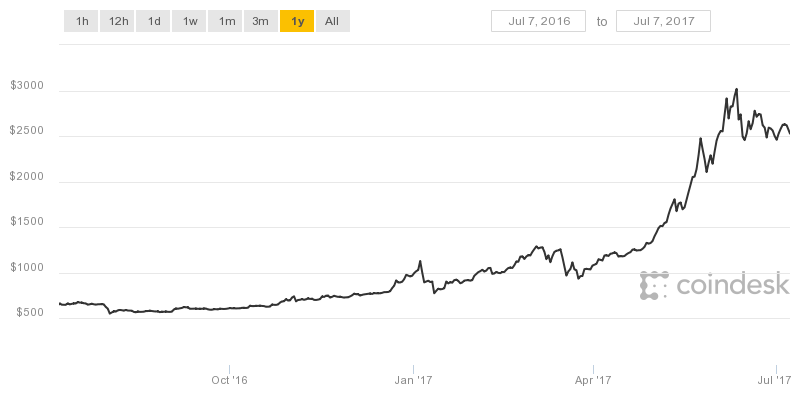 1h 12h 1d 1w 1m 3m 1y All Jul 7, 2016 to Jul 7, 2017
$3000
$2500
$2000
$1500
$1000
coindesk
$500
Oct '16 Jan '17 Apr '17 Jul '17